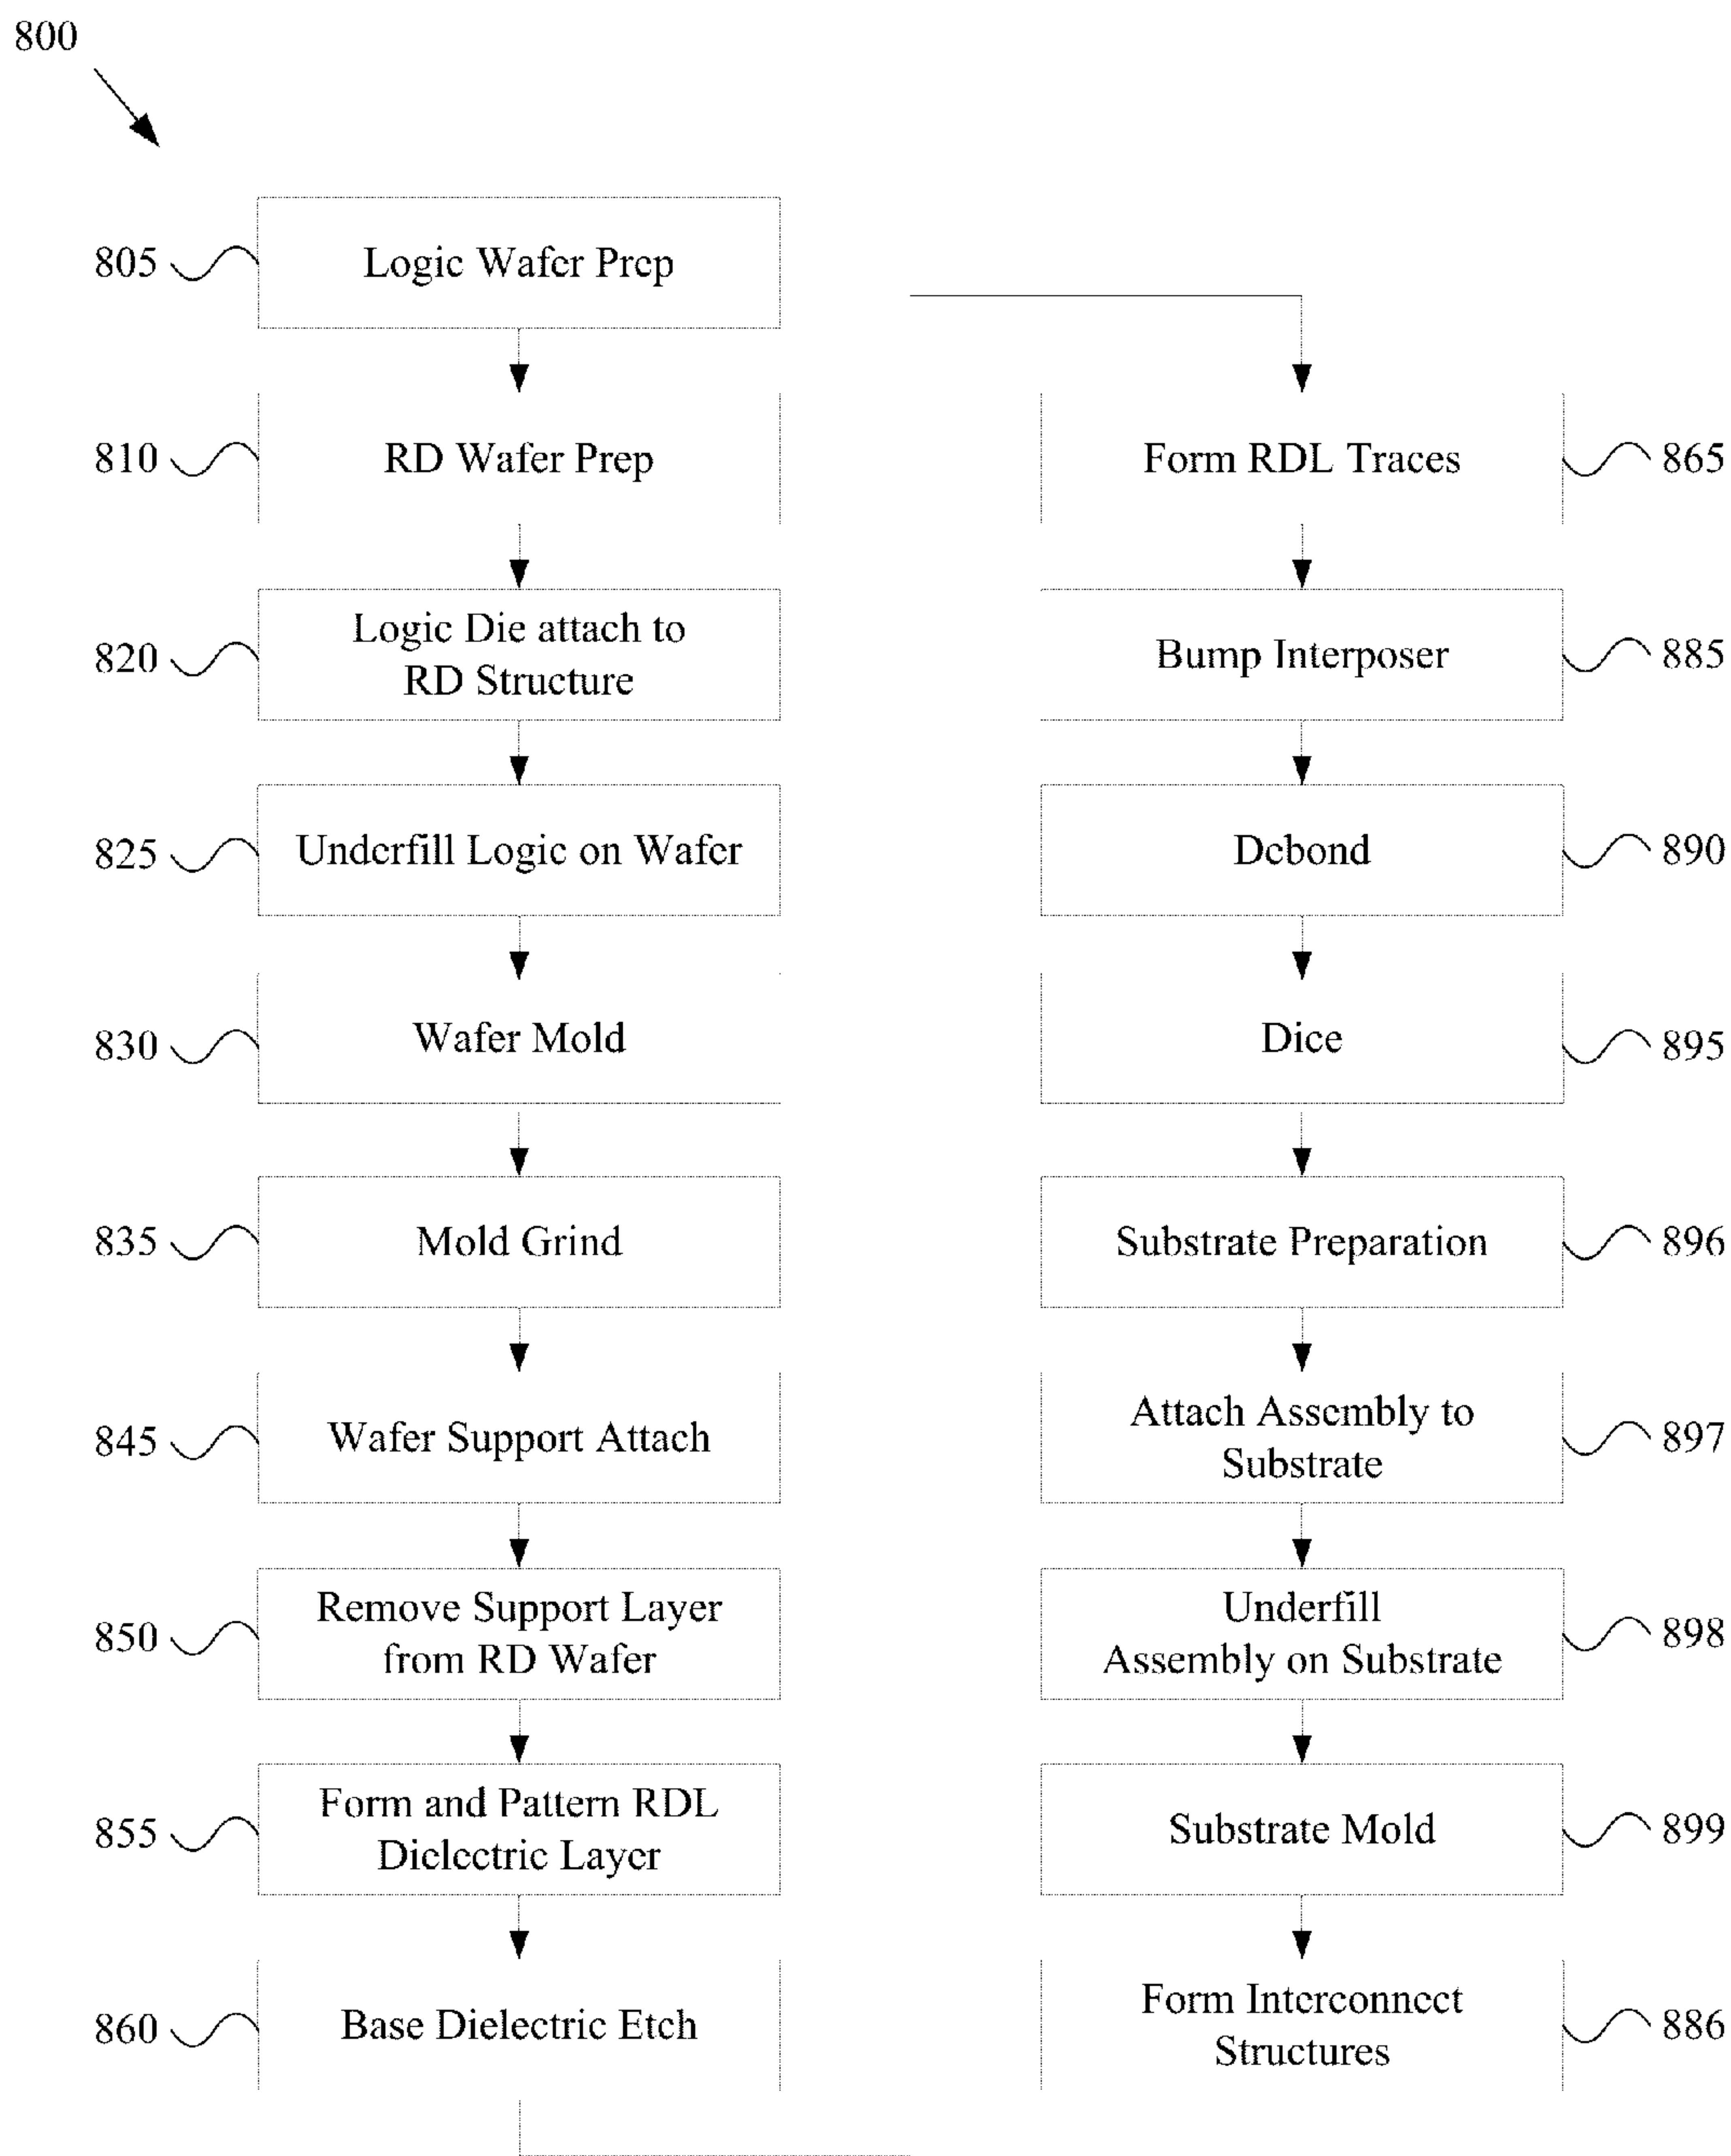 800
805
Logic Wafer Prep
810
RD Wafer Prep
820
Logic Die attach to
RD Structure
825
Underfill Logic on Wafer
830
Wafer Mold
835
Mold Grind
845
Wafer Support Attach
850
Remove Support Layer
from RD Wafer
855
Form and Pattern RDL
Dielectric Layer
860
Base Dielectric Etch
Form RDL Traces
865
Bump Interposer
885
Debond
890
Dice
895
Substrate Preparation
896
Attach Assembly to
Substrate
897
Underfill
Assembly on Substrate
898
Substrate Mold
899
Form Interconnect
Structures
886